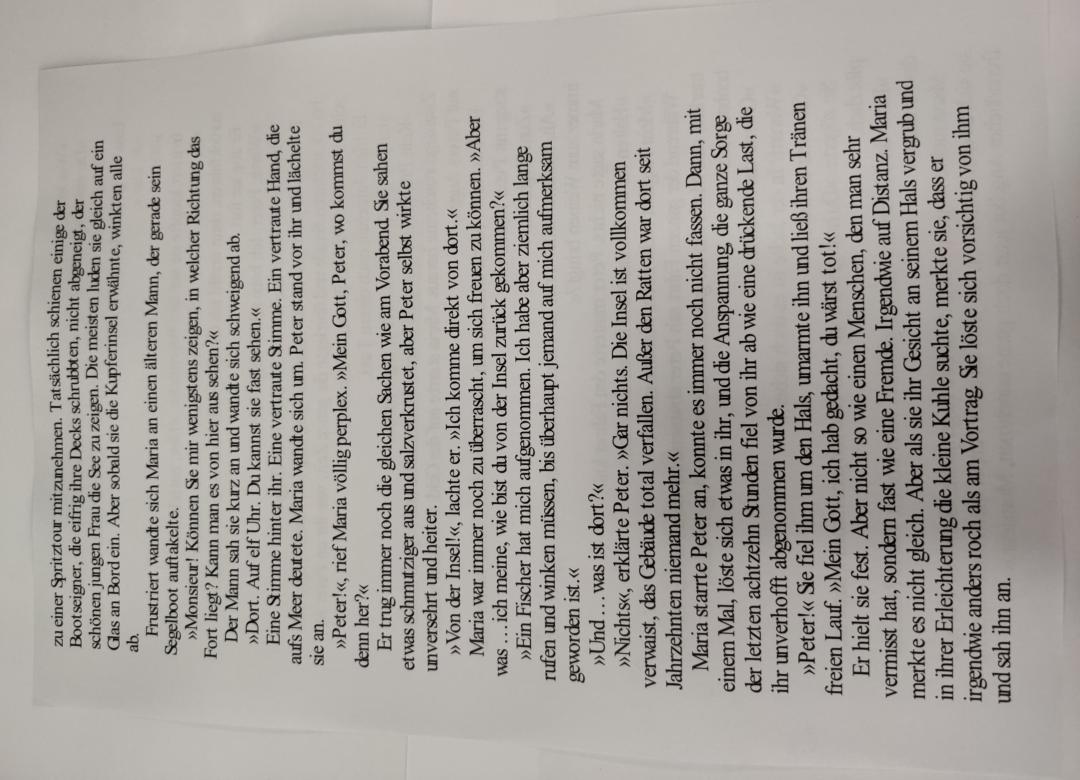 zu einer Spritztour mitzunehmen. Tatsächlich schienen einige der
Bootseigner, die eifrig ihre Decks schrubbten, nicht abgeneigt, der
schönen jungen Frau die See zu zeigen. Die meisten luden sie gleich auf ein
Glas an Bord ein. Aber sobald sie die Kupferinsel erwähnte, winkten alle
ab.
Frustriert wandte sich Maria an einen älteren Mann, der gerade sein
Segelboot auftakelte.
»Monsieur! Können Sie mir wenigstens zeigen, in welcher Richtung das
Fort liegt? Kann man es von hier aus sehen?«
Der Mann sah sie kurz an und wandte sich schweigend ab.
»Dort. Auf elf Uhr. Du kannst sie fast sehen.«
Eine Stimme hinter ihr. Eine vertraute Stimme. Ein vertraute Hand, die
aufs Meer deutete. Maria wandte sich um. Peter stand vor ihr und lächelte
sie an.
»Peter!«, rief Maria völlig perplex. »Mein Gott, Peter, wo kommst du
denn her?«
Er trug immer noch die gleichen Sachen wie am Vorabend. Sie sahen
etwas schmutziger aus und salzverkrustet, aber Peter selbst wirkte
unversehrt und heiter.
»Von der Insel!«, lachte er. »Ich komme direkt von dort.«
Maria war immer noch zu überrascht, um sich freuen zu können. »Aber
was …ich meine, wie bist du von der Insel zurück gekommen?«
»Ein Fischer hat mich aufgenommen. Ich habe aber ziemlich lange
rufen und winken müssen, bis überhaupt jemand auf mich aufmerksam
geworden ist.«
»Und…was ist dort?«
»Nichts«, erklärte Peter. »Gar nichts. Die Insel ist vollkommen
verwaist, das Gebäude total verfallen. Außer den Ratten war dort seit
Jahrzehnten niemand mehr.«
Maria starrte Peter an, konnte es immer noch nicht fassen. Dann, mit
einem Mal, löste sich etwas in ihr, und die Anspannung, die ganze Sorge
der letzten achtzehn Stunden fiel von ihr ab wie eine drückende Last, die
ihr unverhofft abgenommen wurde.
»Peter!« Sie fiel ihm um den Hals, umarmte ihn und ließ ihren Tränen
freien Lauf. »Mein Gott, ich hab gedacht, du wärst tot!«
Er hielt sie fest. Aber nicht so wie einen Menschen, den man sehr
vermisst hat, sondern fast wie eine Fremde. Irgendwie auf Distanz. Maria
merkte es nicht gleich. Aber als sie ihr Gesicht an seinem Hals vergrub und
in ihrer Erleichterung die kleine Kuhle suchte, merkte sie, dass er
irgendwie anders roch als am Vortrag. Sie löste sich vorsichtig von ihm
und sah ihn an.